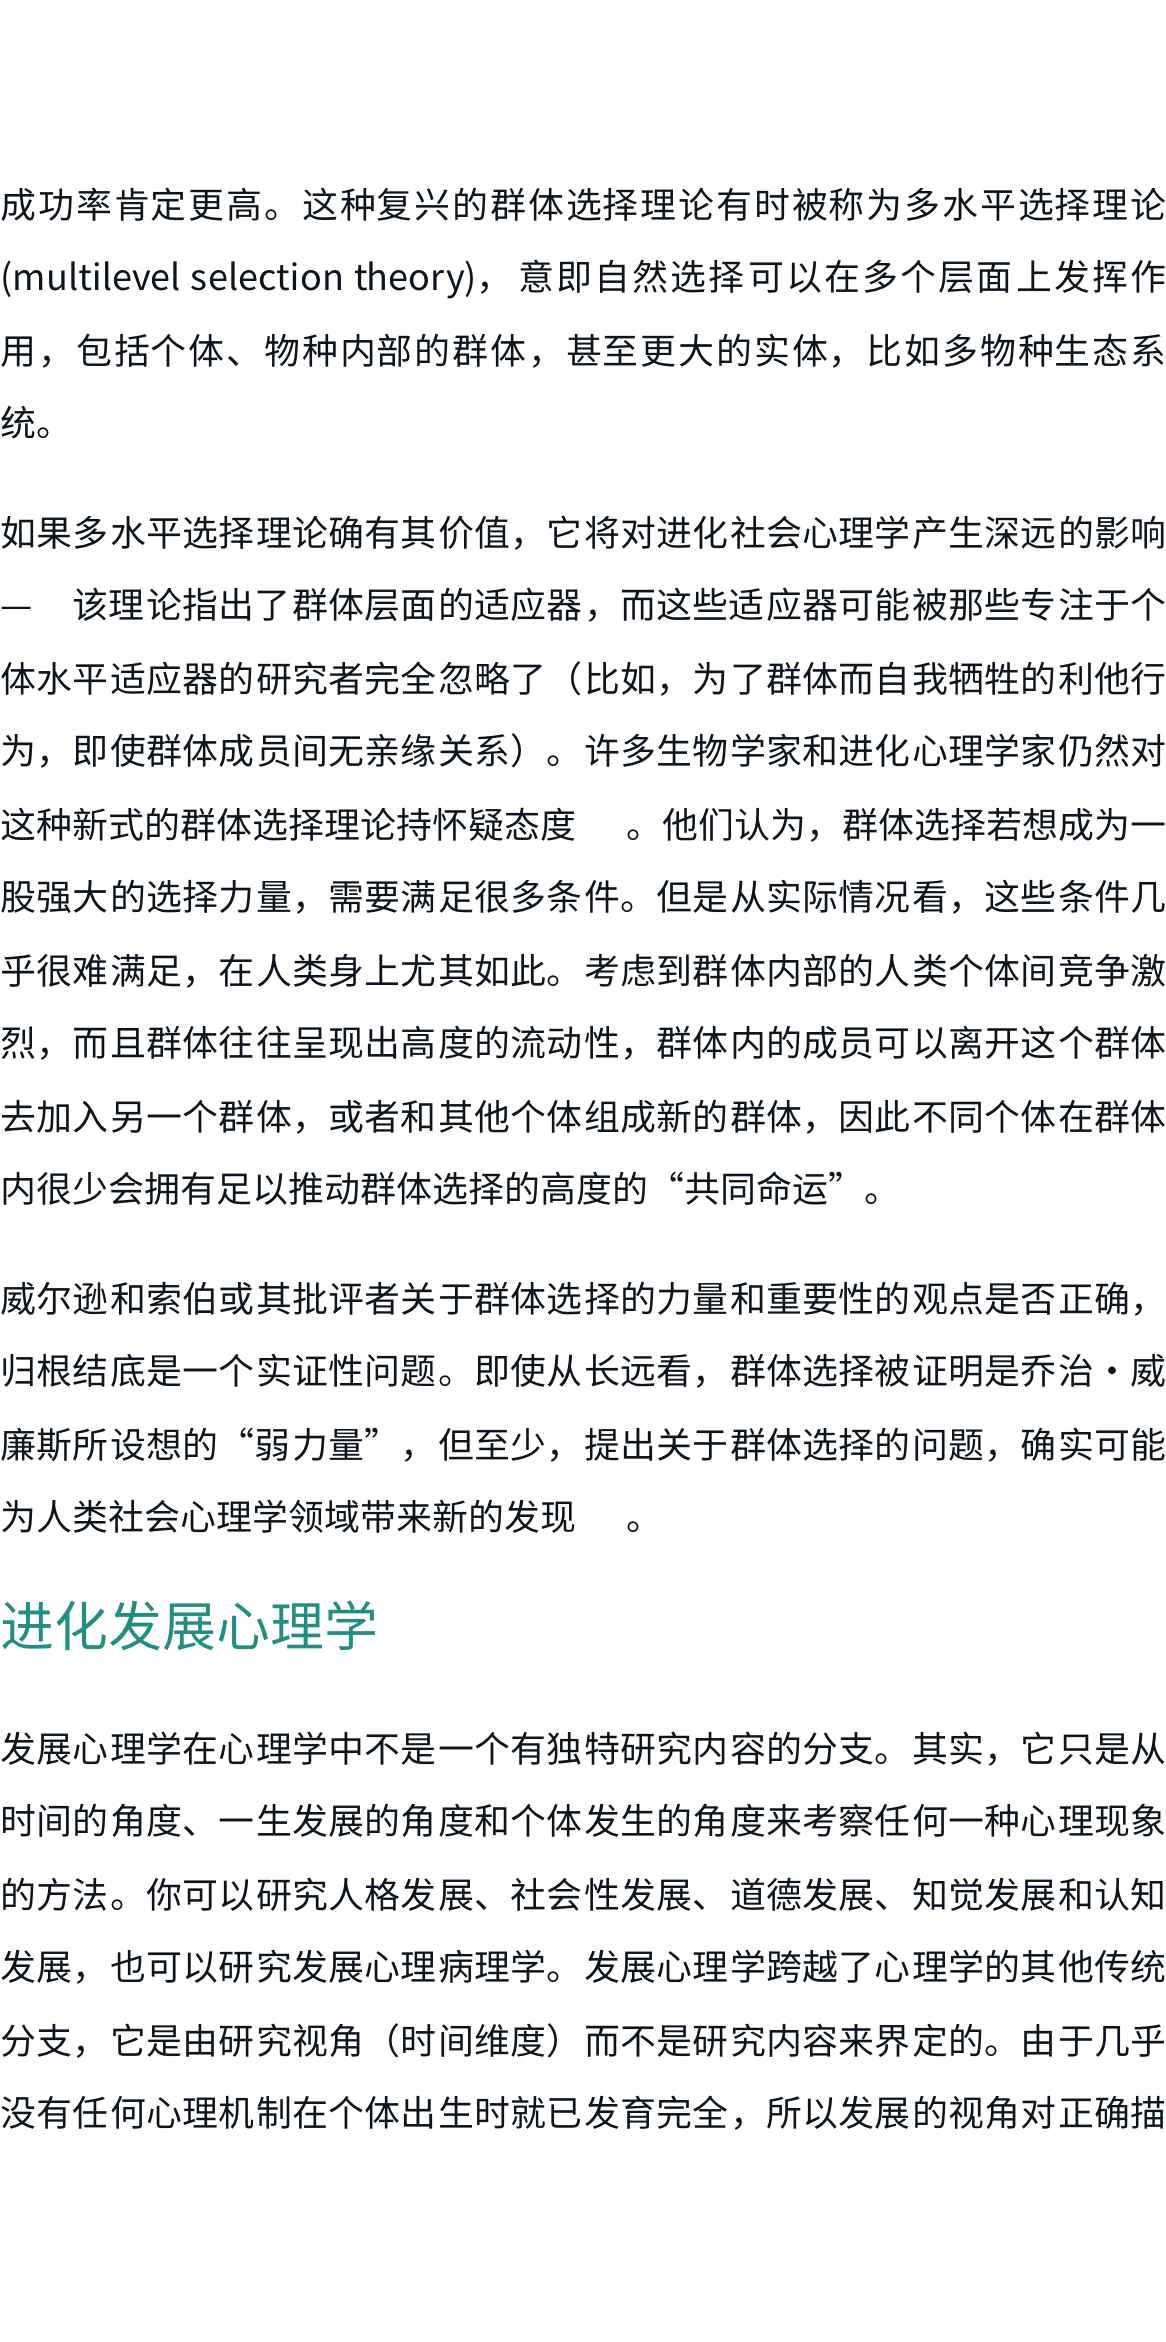 成功率肯定更高。这种复兴的群体选择理论有时被称为多水平选择理论
(multilevel selection theory)，意即自然选择可以在多个层面上发挥作
用，包括个体、物种内部的群体，甚至更大的实体，比如多物种生态系
统。
如果多水平选择理论确有其价值，它将对进化社会心理学产生深远的影响
— 该理论指出了群体层面的适应器，而这些适应器可能被那些专注于个
体水平适应器的研究者完全忽略了（比如，为了群体而自我牺牲的利他行
为，即使群体成员间无亲缘关系）。许多生物学家和进化心理学家仍然对
这种新式的群体选择理论持怀疑态度 。他们认为，群体选择若想成为一
股强大的选择力量，需要满足很多条件。但是从实际情况看，这些条件几
乎很难满足，在人类身上尤其如此。考虑到群体内部的人类个体间竞争激
烈，而且群体往往呈现出高度的流动性，群体内的成员可以离开这个群体
去加入另一个群体，或者和其他个体组成新的群体，因此不同个体在群体
内很少会拥有足以推动群体选择的高度的“共同命运”。
威尔逊和索伯或其批评者关于群体选择的力量和重要性的观点是否正确，
归根结底是一个实证性问题。即使从长远看，群体选择被证明是乔治·威
廉斯所设想的“弱力量”，但至少，提出关于群体选择的问题，确实可能
为人类社会心理学领域带来新的发现 。
进化发展心理学
发展心理学在心理学中不是一个有独特研究内容的分支。其实，它只是从
时间的角度、一生发展的角度和个体发生的角度来考察任何一种心理现象
的方法。你可以研究人格发展、社会性发展、道德发展、知觉发展和认知
发展，也可以研究发展心理病理学。发展心理学跨越了心理学的其他传统
分支，它是由研究视角（时间维度）而不是研究内容来界定的。由于几乎
没有任何心理机制在个体出生时就已发育完全，所以发展的视角对正确描